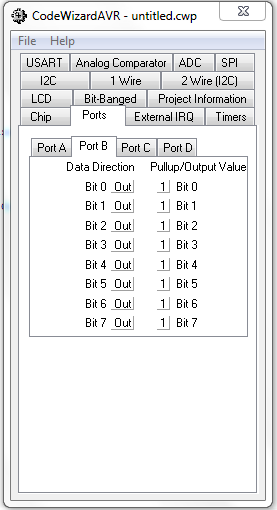 CodeWizardAVR - untitled.cwp
File Help
USART Analog Comparator ADC SPI
I2C 1 Wire 2 Wire (I2C)
LCD Bit-Banged Project Information
Chip Ports External IRQ Timers
Port A Port B Port C Port D
Data Direction Pullup/Output Value
Bit 0 Out 1 Bit 0
Bit 1 Out 1 Bit 1
Bit 2 Out 1 Bit 2
Bit 3 Out 1 Bit 3
Bit 4 Out 1 Bit 4
Bit 5 Out 1 Bit 5
Bit 6 Out 1 Bit 6
Bit 7 Out 1 Bit 7